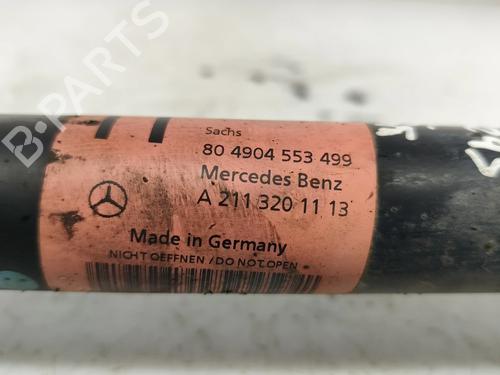 Sachs
80 4904 553 499
Mercedes Benz
A 211 320 11 13
Made in Germany
NICHT OEFFNEN / DO NOT OPEN
B-PARTS